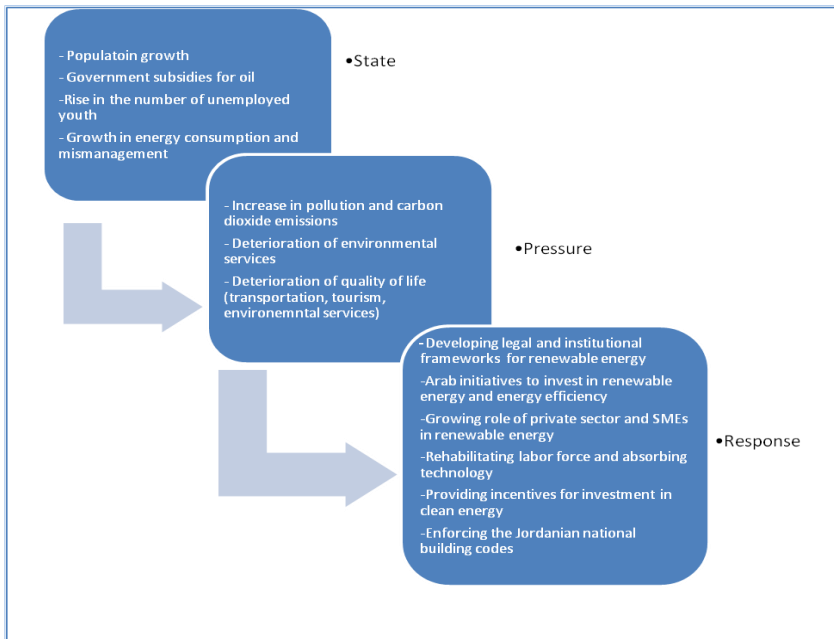 - Populatoin growth
- Government subsidies for oil
-Rise in the number of unemployed
youth
- Growth in energy consumption and
mismanagement
•State
- Increase in pollution and carbon
dioxide emissions
- Deterioration of environmental
services
- Deterioration of quality of life
(transportation, tourism,
environemntal services)
•Pressure
- Developing legal and institutional
frameworks for renewable energy
-Arab initiatives to invest in renewable
energy and energy efficiency
-Growing role of private sector and SMEs
in renewable energy
-Rehabilitating labor force and absorbing
technology
-Providing incentives for investment in
clean energy
-Enforcing the Jordanian national
building codes
•Response